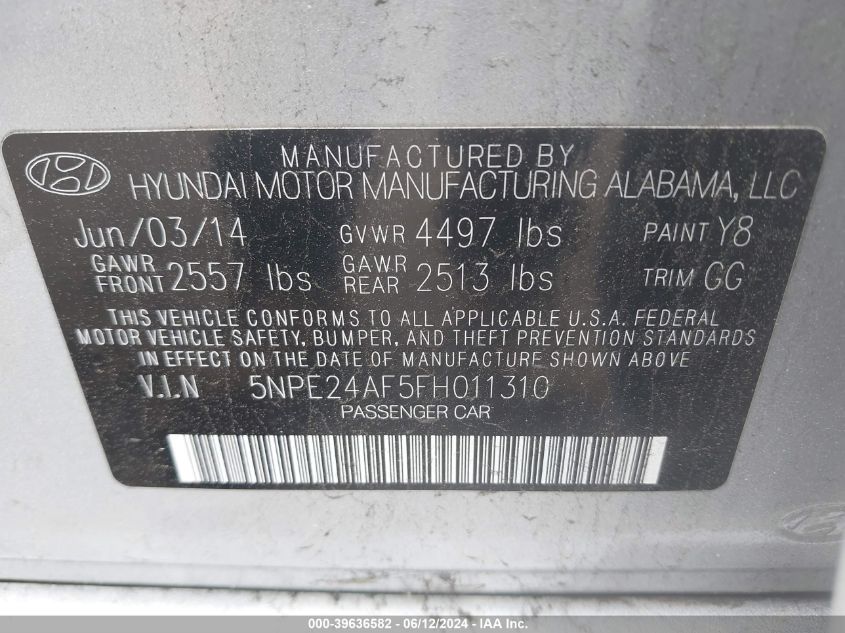 MANUFACTURED BY
HYUNDAI MOTOR MANUFACTURING ALABAMA, LLC
Jun/03/14 GVWR 4497 lbs PAINT Y8
GAWR FRONT 2557 lbs GAWR REAR 2513 lbs TRIM GG
THIS VEHICLE CONFORMS TO ALL APPLICABLE U.S.A. FEDERAL
MOTOR VEHICLE SAFETY, BUMPER, AND THEFT PREVENTION STANDARDS
IN EFFECT ON THE DATE OF MANUFACTURE SHOWN ABOVE
V.I.N 5NPE24AF5FH011310
PASSENGER CAR
000-39636582 - 06/12/2024 - IAA Inc.